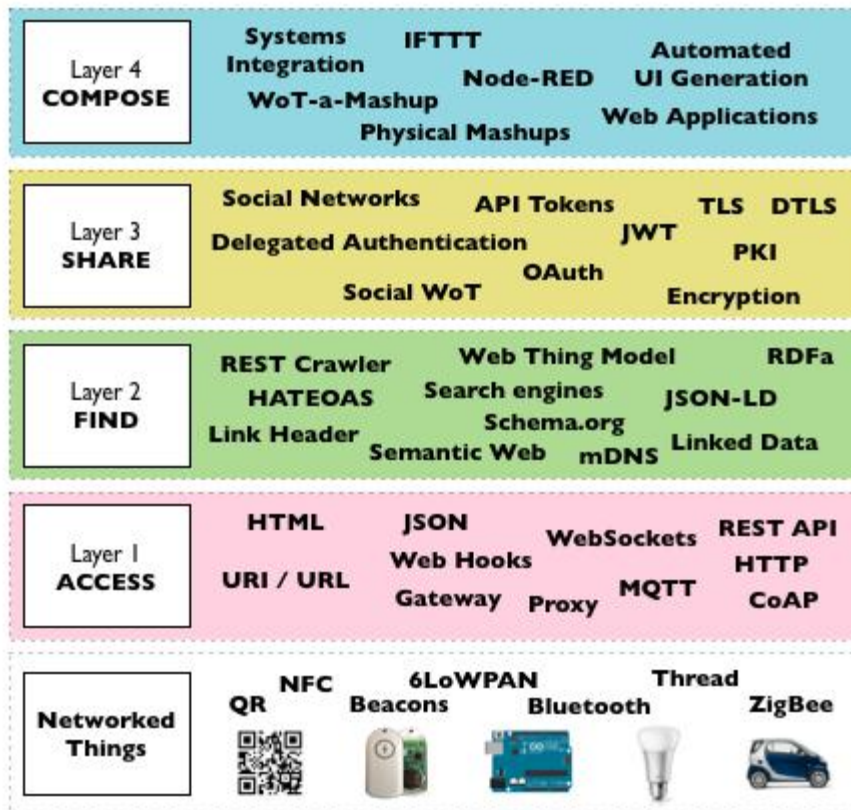 Layer 4
COMPOSE
Systems
Integration
IFTTT
Node-RED
Automated
UI Generation
WoT-a-Mashup
Physical Mashups
Web Applications
Layer 3
SHARE
Social Networks
API Tokens
TLS
DTLS
Delegated Authentication
JWT
PKI
OAuth
Social WoT
Encryption
Layer 2
FIND
REST Crawler
Web Thing Model
RDFa
HATEOAS
Search engines
JSON-LD
Schema.org
Link Header
Semantic Web
mDNS
Linked Data
Layer 1
ACCESS
HTML
JSON
WebSockets
REST API
Web Hooks
HTTP
URI / URL
Gateway
Proxy
MQTT
CoAP
Networked
Things
NFC
6LoWPAN
Thread
QR
Beacons
Bluetooth
ZigBee